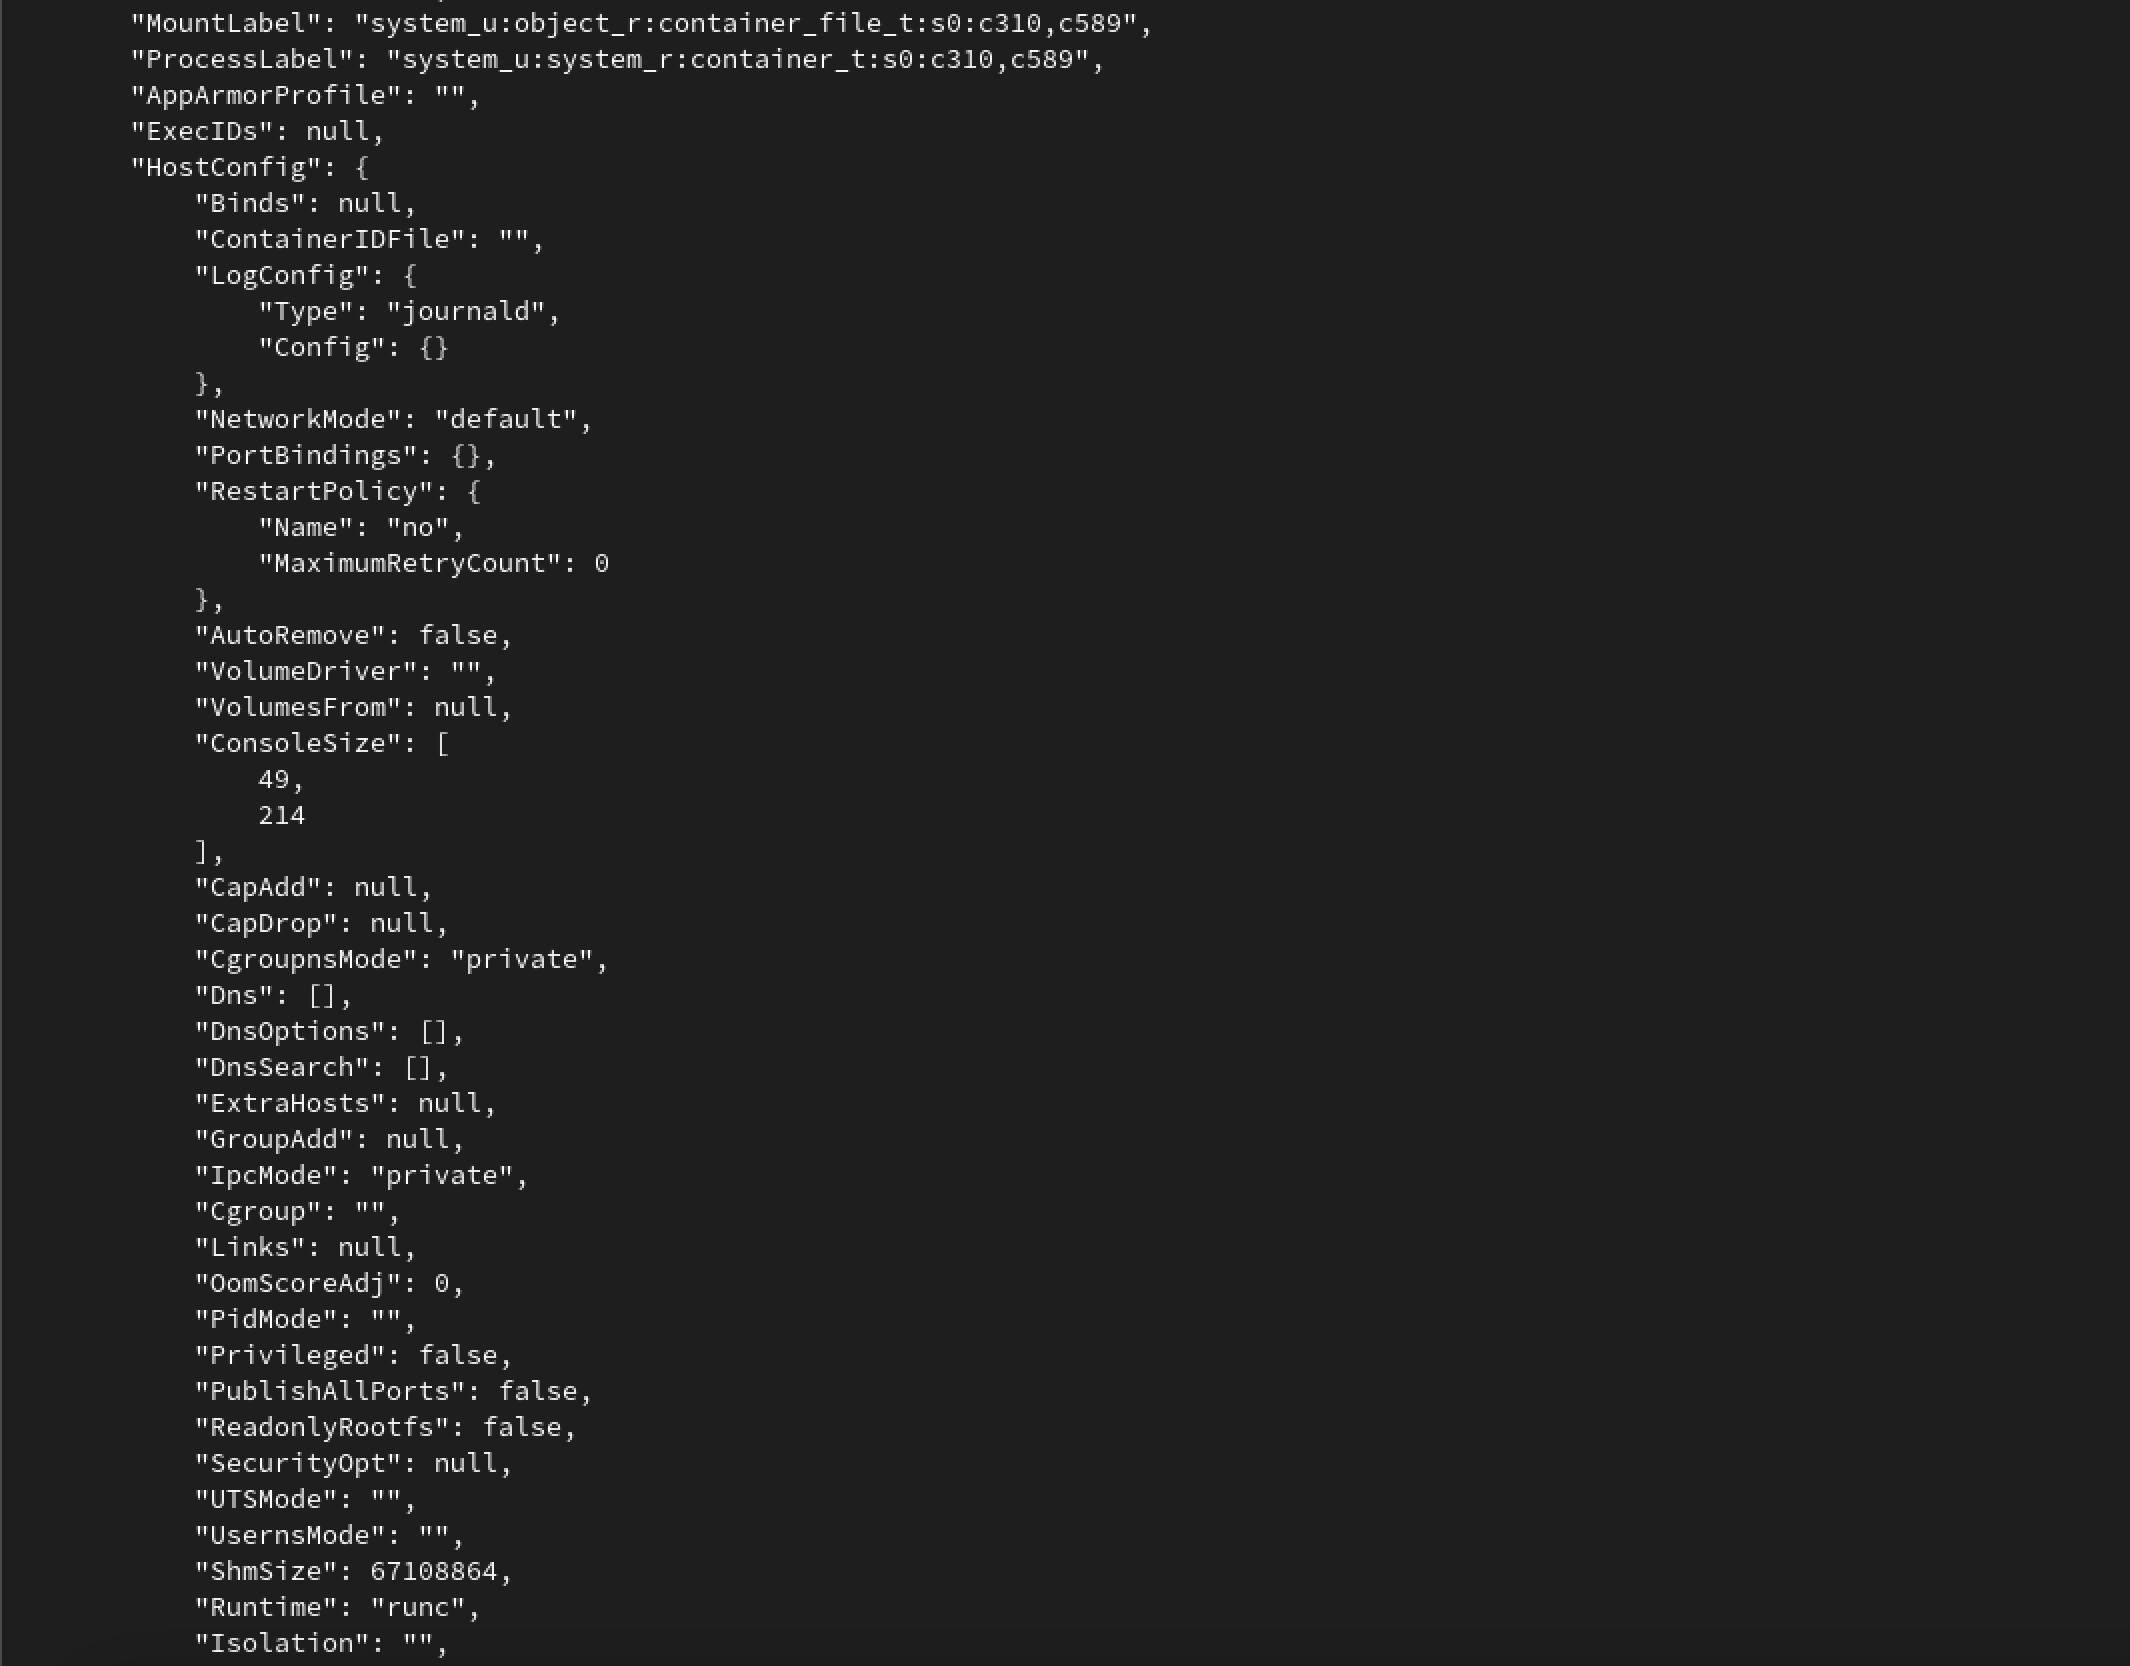 "MountLabel": "system_u:object_r:container_file_t:s0:c310,c589",
"ProcessLabel": "system_u:system_r:container_t:s0:c310,c589",
"AppArmorProfile": "",
"ExecIDs": null,
"HostConfig": {
"Binds": null,
"ContainerIDFile": "",
"LogConfig": {
"Type": "journald",
"Config": {}
},
"NetworkMode": "default",
"PortBindings": {},
"RestartPolicy": {
"Name": "no",
"MaximumRetryCount": 0
},
"AutoRemove": false,
"VolumeDriver": "",
"VolumesFrom": null,
"ConsoleSize": [
49,
214
],
"CapAdd": null,
"CapDrop": null,
"CgroupnsMode": "private",
"Dns": [],
"DnsOptions": [],
"DnsSearch": [],
"ExtraHosts": null,
"GroupAdd": null,
"IpcMode": "private",
"Cgroup": "",
"Links": null,
"OomScoreAdj": 0,
"PidMode": "",
"Privileged": false,
"PublishAllPorts": false,
"ReadonlyRootfs": false,
"SecurityOpt": null,
"UTSMode": "",
"UsernsMode": "",
"ShmSize": 67108864,
"Runtime": "runc",
"Isolation": "",